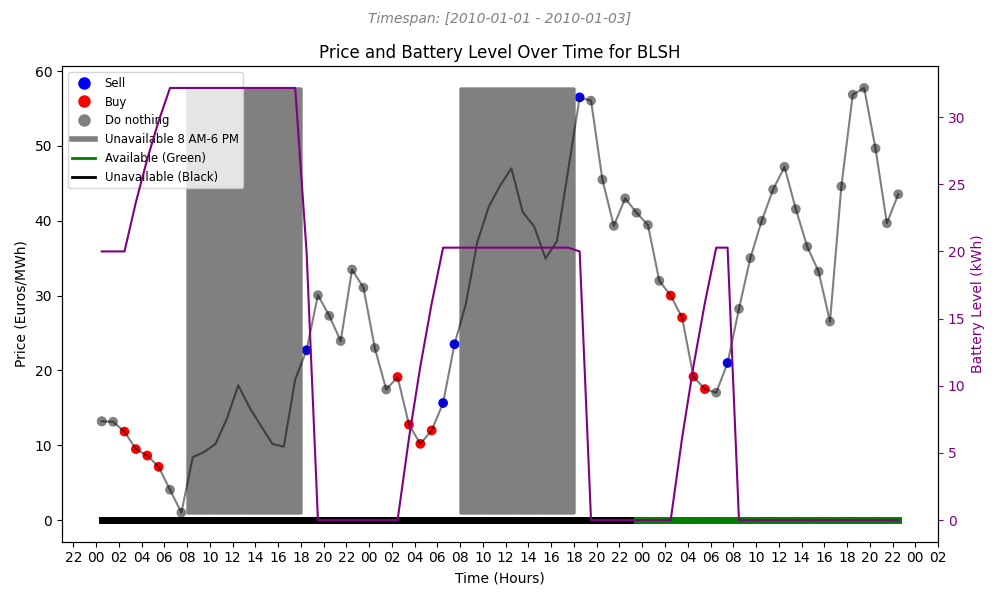 Timespan: [2010-01-01 - 2010-01-03]
Price and Battery Level Over Time for BLSH
Sell
Buy
Do nothing
Unavailable 8 AM-6 PM
Available (Green)
Unavailable (Black)
Price (Euros/MWh)
60
50
40
30
20
10
0
Battery Level (kWh)
30
25
20
15
10
5
0
22 00 02 04 06 08 10 12 14 16 18 20 22 00 02 04 06 08 10 12 14 16 18 20 22 00 02 04 06 08 10 12 14 16 18 20 22 00 02
Time (Hours)